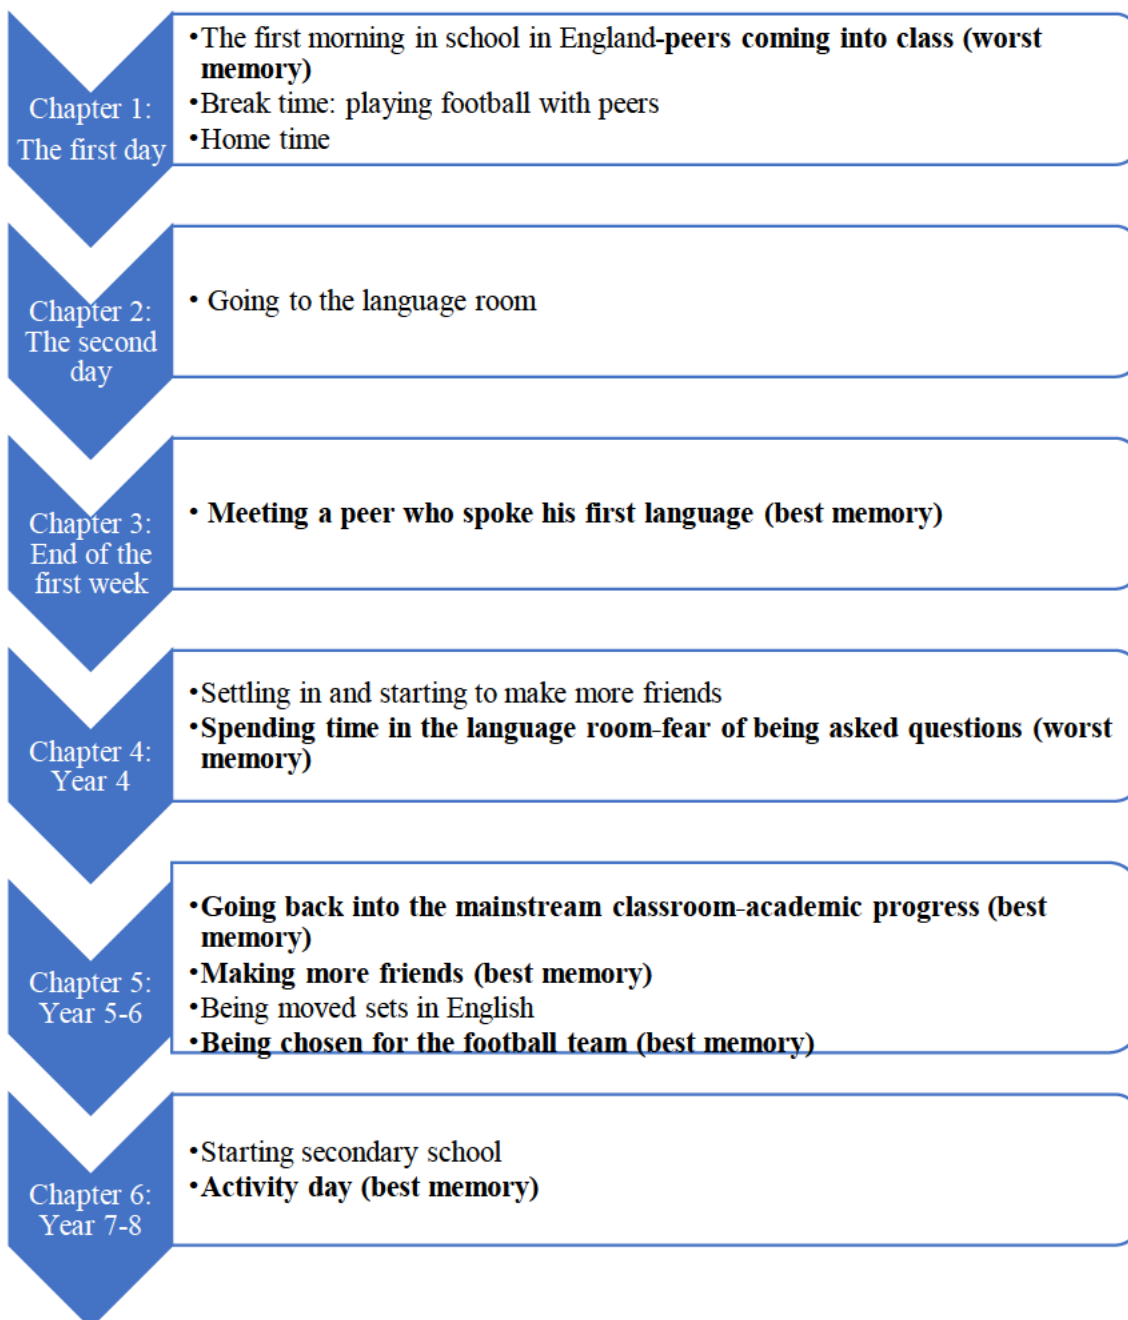 Chapter 1:
The first day
•The first morning in school in England-peers coming into class (worst
memory)
•Break time: playing football with peers
•Home time
Chapter 2:
The second
day
• Going to the language room
Chapter 3:
End of the
first week
• Meeting a peer who spoke his first language (best memory)
Chapter 4:
Year 4
•Settling in and starting to make more friends
•Spending time in the language room-fear of being asked questions (worst
memory)
Chapter 5:
Year 5-6
•Going back into the mainstream classroom-academic progress (best
memory)
•Making more friends (best memory)
•Being moved sets in English
•Being chosen for the football team (best memory)
Chapter 6:
Year 7-8
•Starting secondary school
•Activity day (best memory)